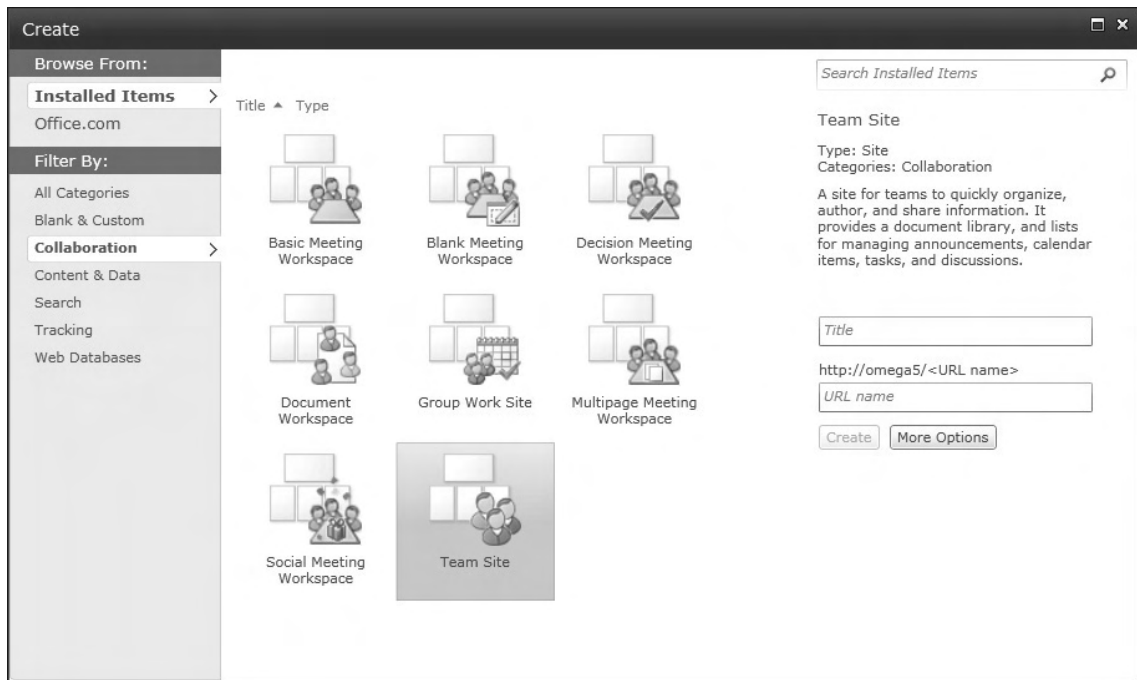 Create
Browse From:
Installed Items
Office.com
Filter By:
All Categories
Blank & Custom
Collaboration
Content & Data
Search
Tracking
Web Databases
Title Type
Basic Meeting
Workspace
Blank Meeting
Workspace
Decision Meeting
Workspace
Document
Workspace
Group Work Site
Multipage Meeting
Workspace
Social Meeting
Workspace
Team Site
Search Installed Items
Team Site
Type: Site
Categories: Collaboration
A site for teams to quickly organize,
author, and share information. It
provides a document library, and lists
for managing announcements, calendar
items, tasks, and discussions.
Title
http://omega5/<URL name>
URL name
Create More Options